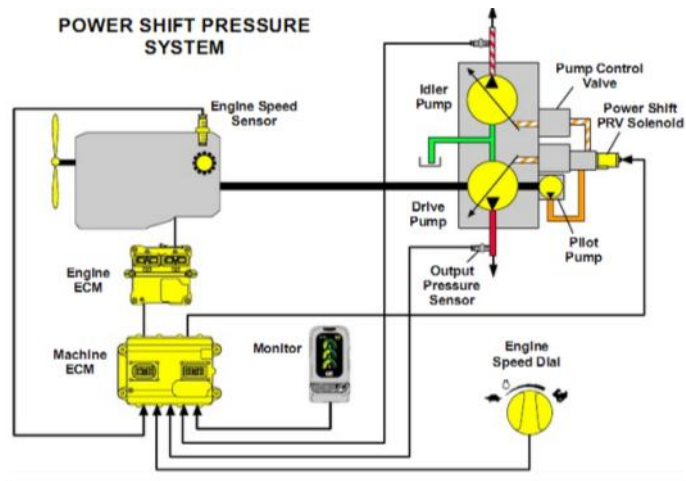 POWER SHIFT PRESSURE
SYSTEM
Engine Speed
Sensor
Idler
Pump
Pump Control
Valve
Power Shift
PRV Solenoid
Drive
Pump
Pilot
Pump
Output
Pressure
Sensor
Engine
ECM
Machine
ECM
Monitor
Engine
Speed Dial